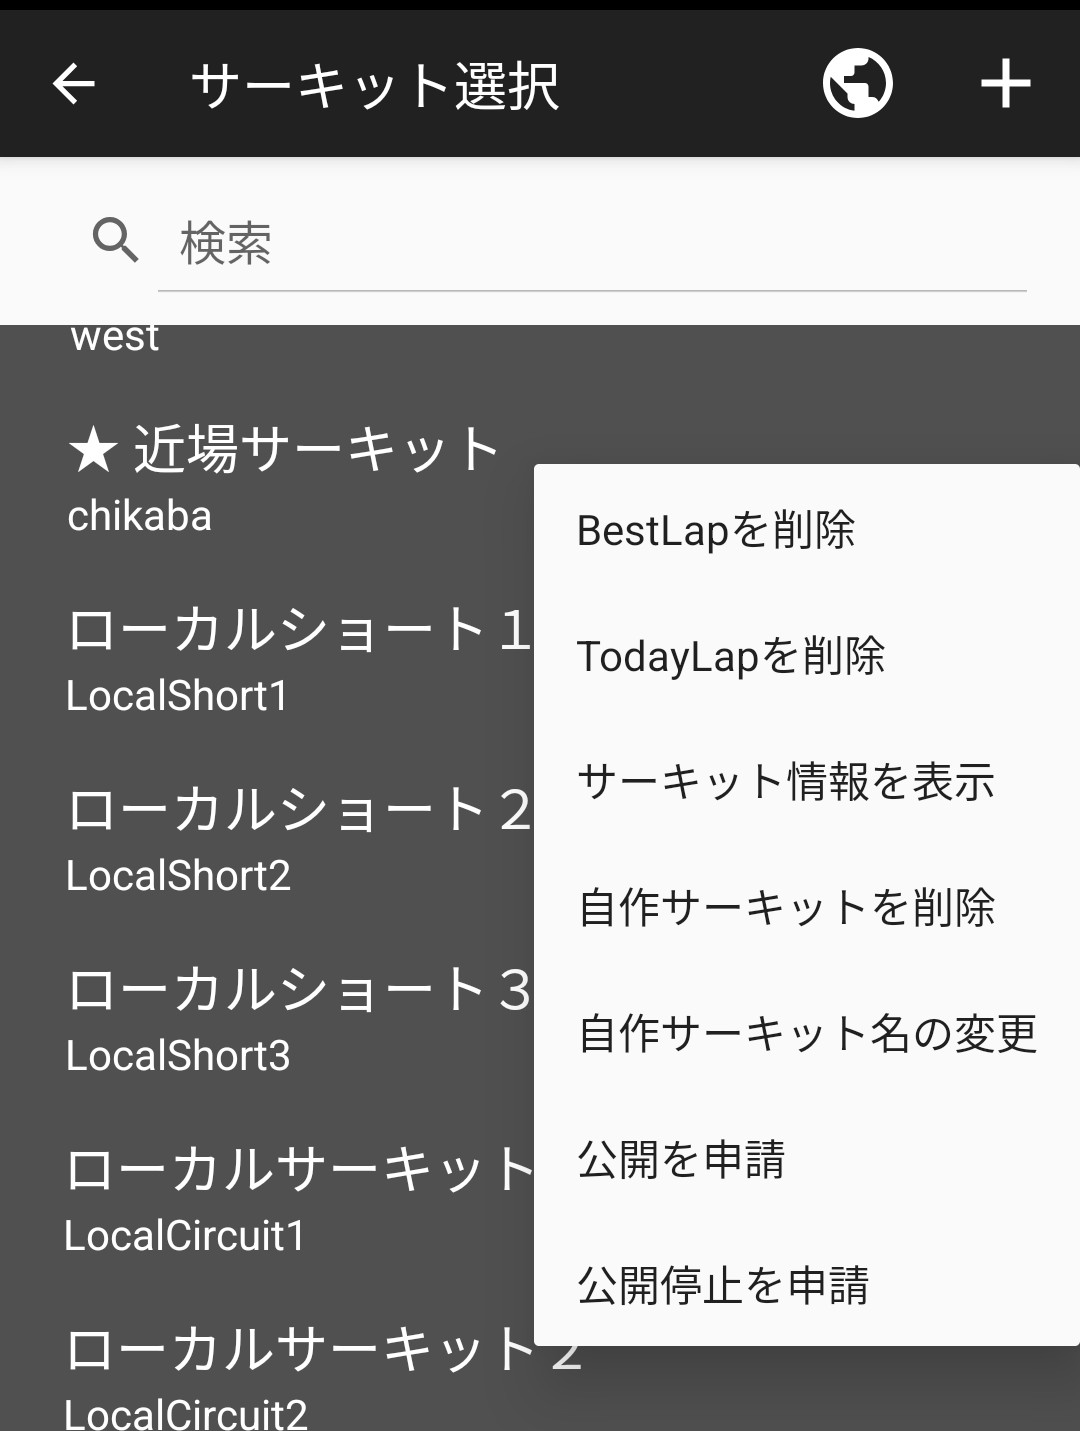 サーキット選択
検索
west
★ 近場サーキット
chikaba
ローカルショート１
LocalShort1
ローカルショート２
LocalShort2
ローカルショート３
LocalShort3
ローカルサーキット
LocalCircuit1
ローカルサーキット２
LocalCircuit2
BestLapを削除
TodayLapを削除
サーキット情報を表示
自作サーキットを削除
自作サーキット名の変更
公開を申請
公開停止を申請